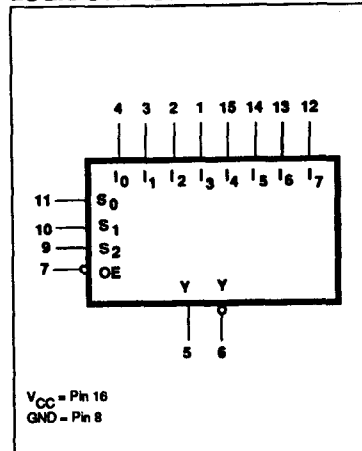 4 3 2 1 15 14 13 12
I0 I1 I2 I3 I4 I5 I6 I7
11 S0
10 S1
9 S2
7 OE
Y Y
5 6
VCC = Pin 16
GND = Pin 8